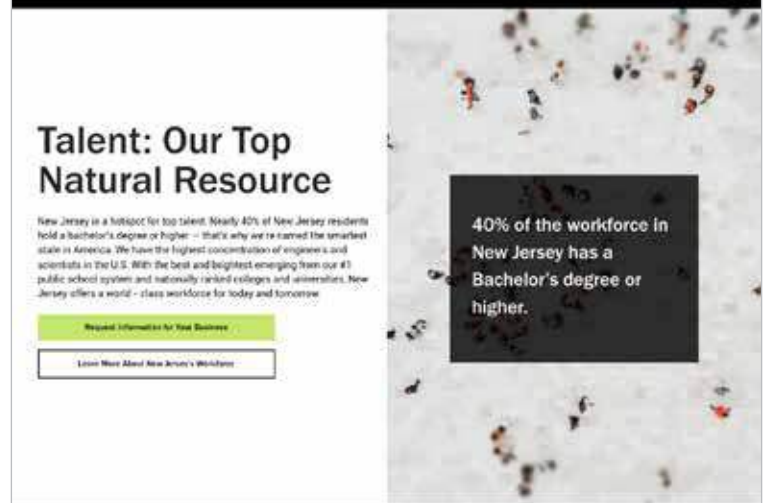 Talent: Our Top
Natural Resource
New Jersey is a hotspot for top talent. Nearly 40% of New Jersey residents
hold a bachelor's degree or higher — that's why we're named the smartest
state in America. We have the highest concentration of engineers and
scientists in the U.S. With the best and brightest emerging from our #1
public school system and nationally ranked colleges and universities, New
Jersey offers a world - class workforce for today and tomorrow
Request Information for Your Business
Learn More About New Jersey's Workforce
40% of the workforce in
New Jersey has a
Bachelor's degree or
higher.